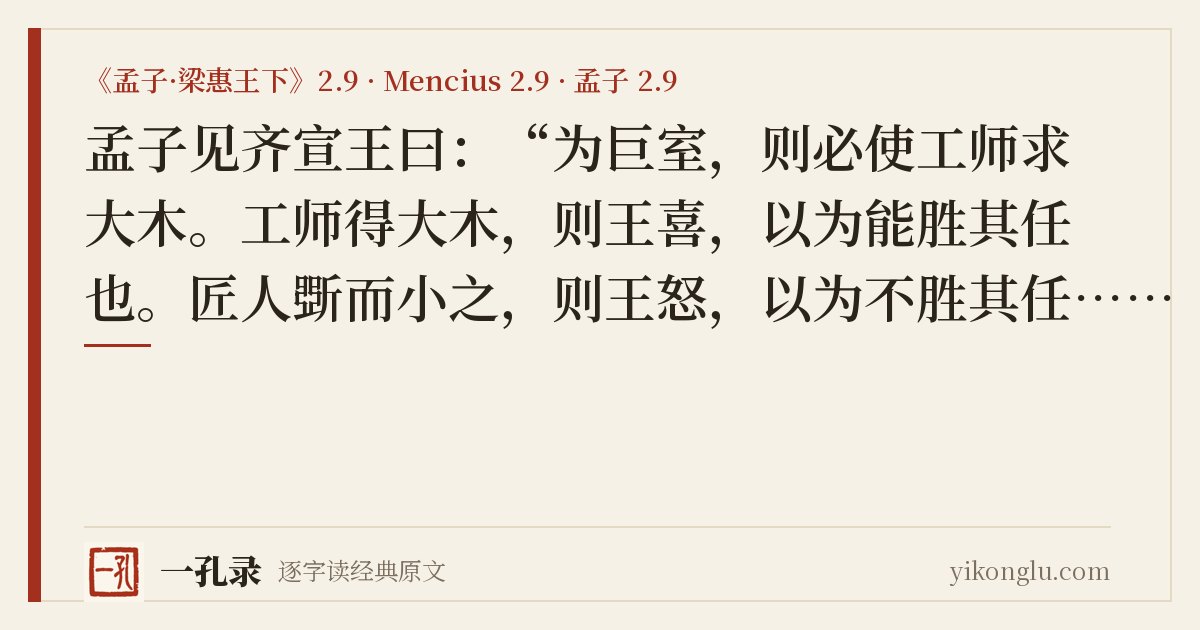 《孟子·梁惠王下》2.9 · Mencius 2.9 · 孟子 2.9
孟子见齐宣王曰：“为巨室，则必使工师求
大木。工师得大木，则王喜，以为能胜其任
也。匠人斲而小之，则王怒，以为不胜其任……
一孔
一孔录 逐字读经典原文 yikonglu.com